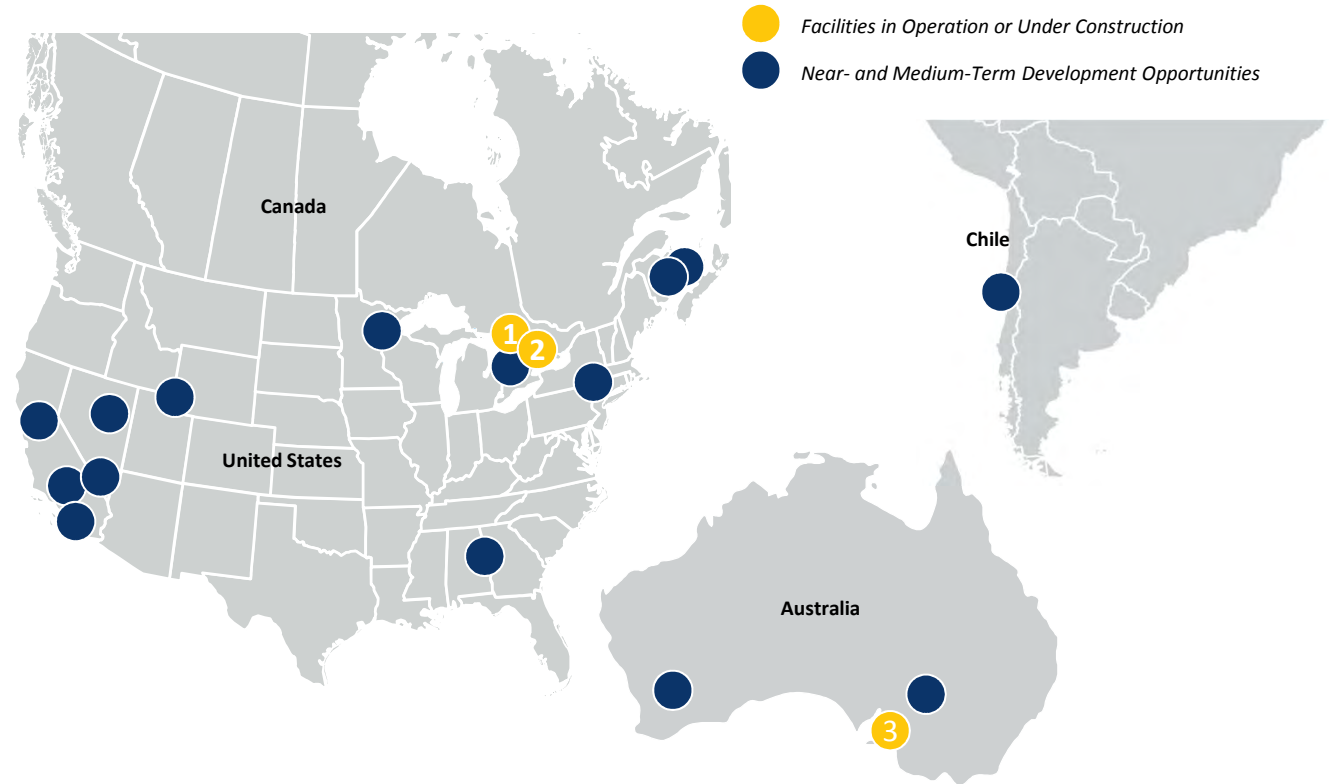 Facilities in Operation or Under Construction
Near- and Medium-Term Development Opportunities
Canada
Chile
1
2
United States
Australia
3